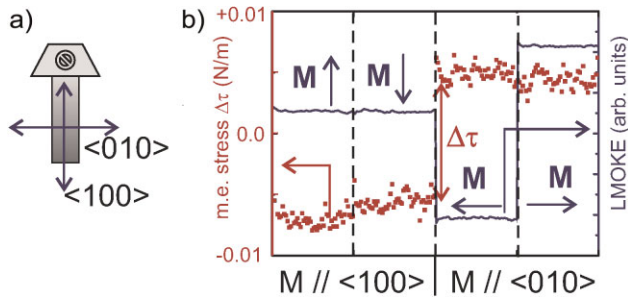 a)
<010>
<100>
b)
m.e. stress Δτ (N/m)
+0.01
0.0
-0.01
M
M
Δτ
M
M
LMOKE (arb. units)
M // <100>
M // <010>